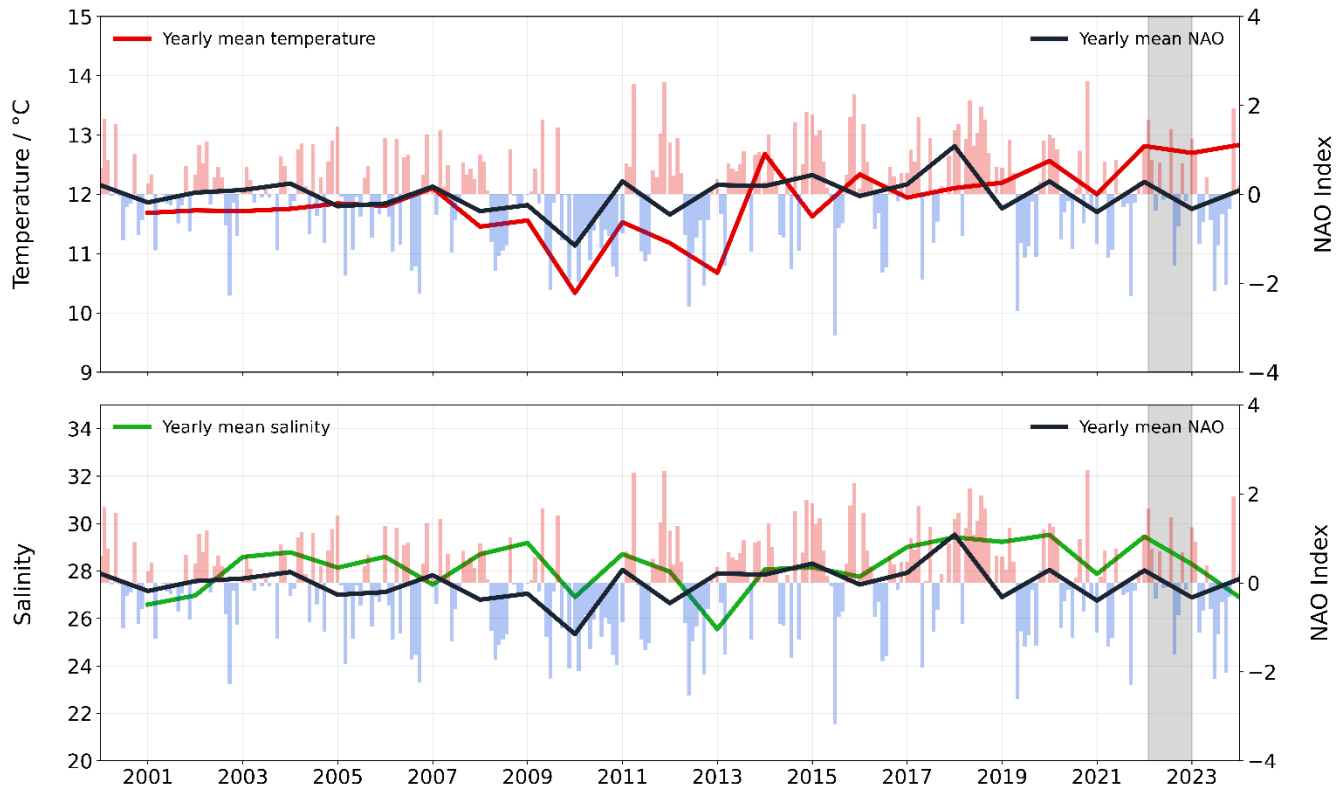 15
14
13
12
11
10
9
Temperature / °C
Yearly mean temperature
Yearly mean NAO
4
2
0
−2
−4
NAO Index
34
32
30
28
26
24
22
20
Salinity
Yearly mean salinity
Yearly mean NAO
4
2
0
−2
−4
NAO Index
2001 2003 2005 2007 2009 2011 2013 2015 2017 2019 2021 2023